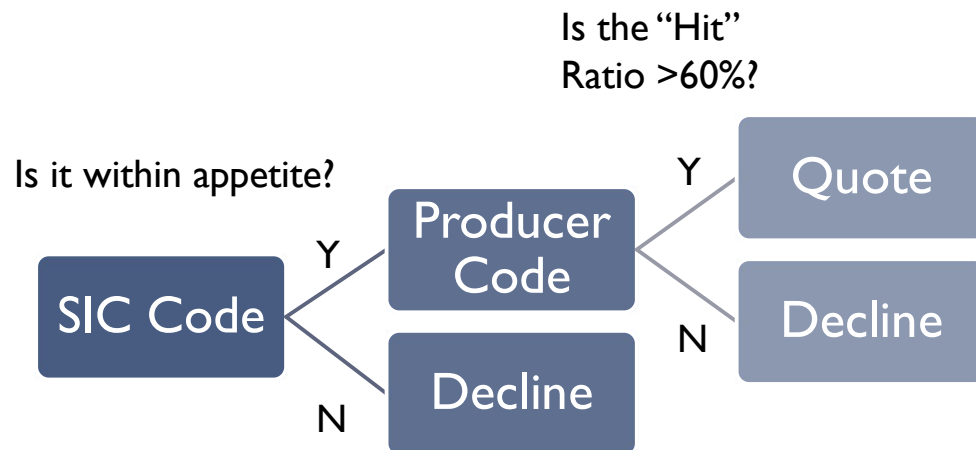 Is the “Hit”
Ratio >60%?
Is it within appetite?
Y
Quote
Producer
Code
Y
SIC Code
N
Decline
Decline
N